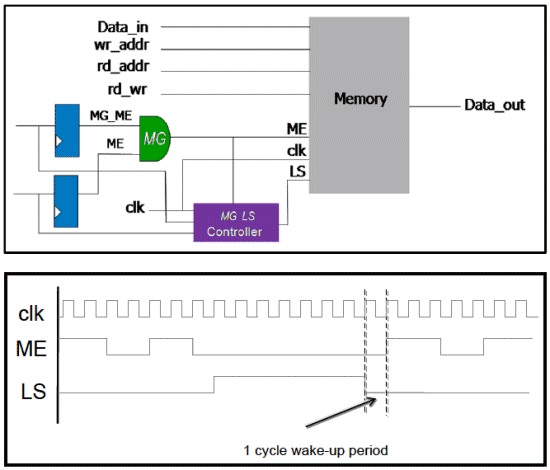 Data_in
wr_addr
rd_addr
rd_wr
Memory
Data_out
MG_ME
MG
ME
ME
clk
LS
clk
MG LS
Controller
clk
ME
LS
1 cycle wake-up period